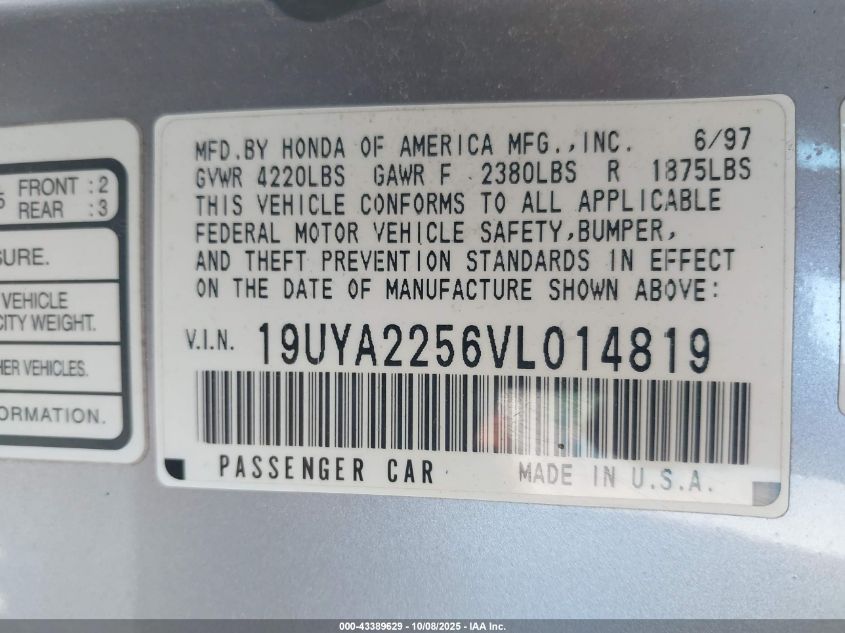 5 FRONT : 2
REAR : 3
SURE.
VEHICLE
CITY WEIGHT.
HER VEHICLES.
ORMATION.
MFD.BY HONDA OF AMERICA MFG.,INC. 6/97
GVWR 4220LBS GAWR F 2380LBS R 1875LBS
THIS VEHICLE CONFORMS TO ALL APPLICABLE
FEDERAL MOTOR VEHICLE SAFETY,BUMPER,
AND THEFT PREVENTION STANDARDS IN EFFECT
ON THE DATE OF MANUFACTURE SHOWN ABOVE:
V.I.N. 19UYA2256VL014819
PASSENGER CAR MADE IN U.S.A.
000-43389629 - 10/08/2025 - IAA Inc.